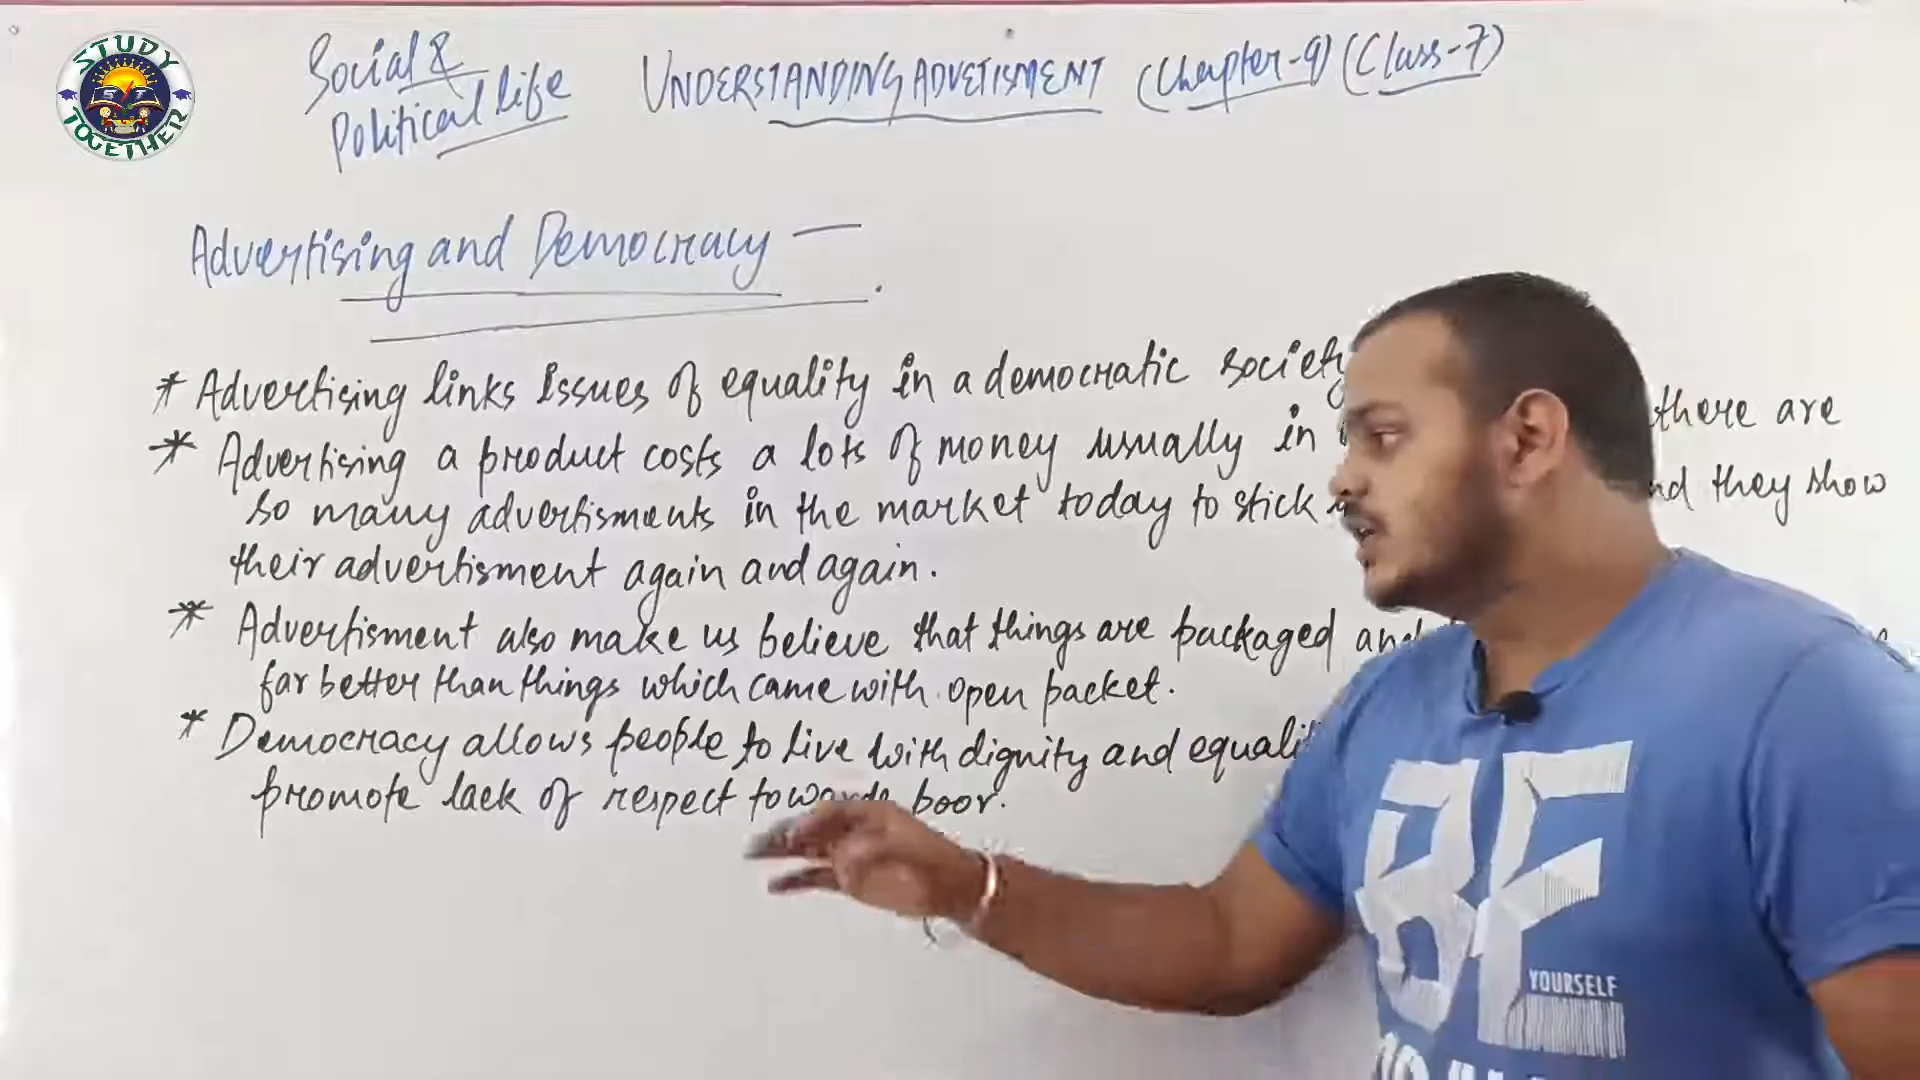 STUDY TOGETHER
S T
Social &
Political life
UNDERSTANDING ADVETISMENT (Chapter-9) (Class-7)
Advertising and Democracy —
* Advertising links issues of equality in a democratic society
* Advertising a product costs a lots of money usually in there are
so many advertisments in the market today to stick and they show
their advertisment again and again.
* Advertisment also make us believe that things are packaged and
far better than things which came with open packet.
* Democracy allows people to live with dignity and
promote lack of respect towards poor.
BE
YOURSELF